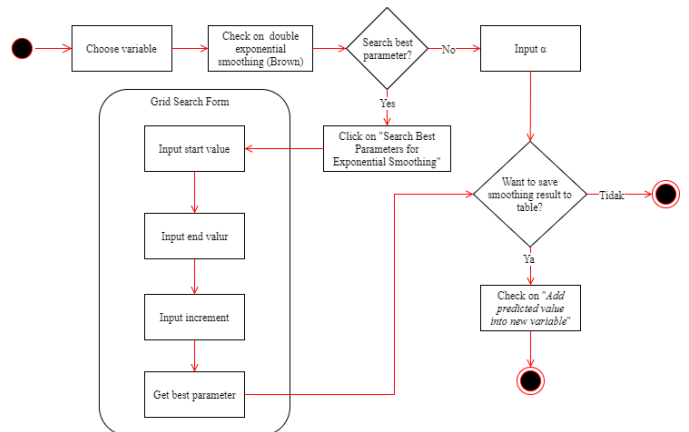 Choose variable
Check on double
exponential
smoothing (Brown)
Search best
parameter?
No
Input α
Yes
Grid Search Form
Click on "Search Best
Parameters for
Exponential Smoothing"
Input start value
Want to save
smoothing result to
table?
Tidak
Input end valur
Ya
Check on "Add
predicted value
into new variable"
Input increment
Get best parameter